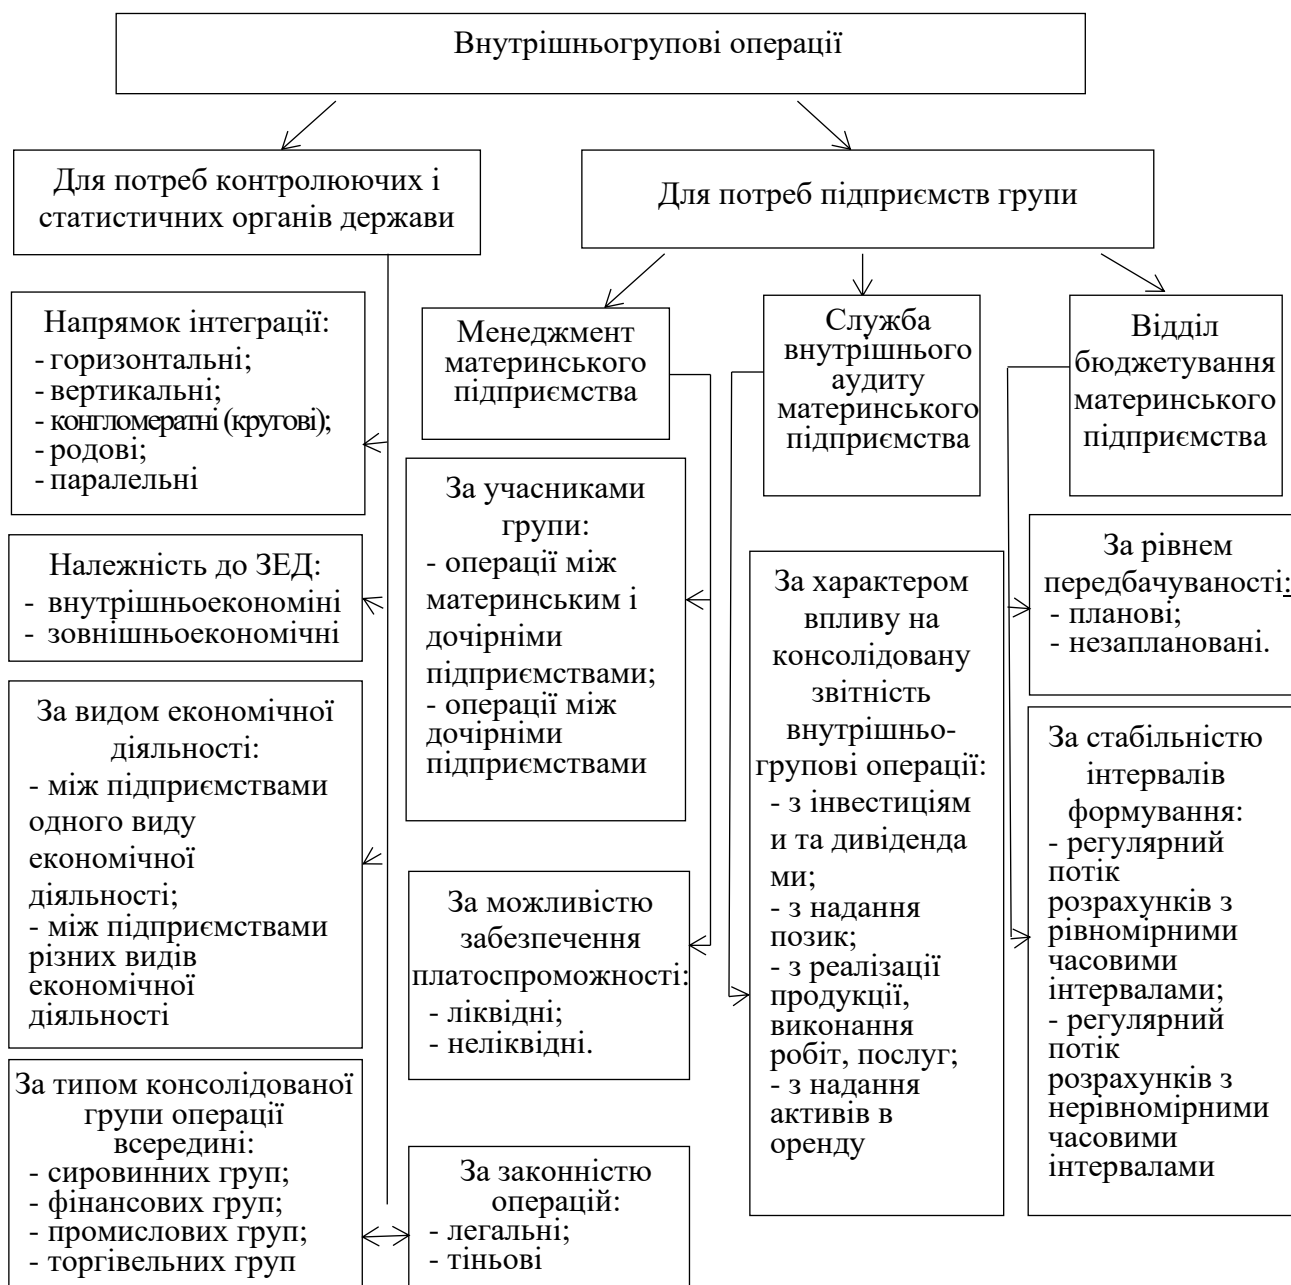 Внутрішньогрупові операції
Для потреб контролюючих і
статистичних органів держави
Для потреб підприємств групи
Напрямок інтеграції:
- горизонтальні;
- вертикальні;
- конгломератні (кругові);
- родові;
- паралельні
Менеджмент
материнського
підприємства
Служба
внутрішнього
аудиту
материнського
підприємства
Відділ
бюджетування
материнського
підприємства
Належність до ЗЕД:
- внутрішньоекономіні
- зовнішньоекономічні
За учасниками
групи:
- операції між
материнським і
дочірніми
підприємствами;
- операції між
дочірніми
підприємствами
За характером
впливу на
консолідовану
звітність
внутрішньо-
групові операції:
- з інвестиціям
и та дивіденда
ми;
- з надання
позик;
- з реалізації
продукції,
виконання
робіт, послуг;
- з надання
активів в
оренду
За рівнем
передбачуваності:
- планові;
- незаплановані.
За видом економічної
діяльності:
- між підприємствами
одного виду
економічної
діяльності;
- між підприємствами
різних видів
економічної
діяльності
За можливістю
забезпечення
платоспроможності:
- ліквідні;
- неліквідні.
За стабільністю
інтервалів
формування:
- регулярний
потік
розрахунків з
рівномірними
часовими
інтервалами;
- регулярний
потік
розрахунків з
нерівномірними
часовими
інтервалами
За типом консолідованої
групи операції
всередині:
- сировинних груп;
- фінансових груп;
- промислових груп;
- торгівельних груп
За законністю
операцій:
- легальні;
- тіньові